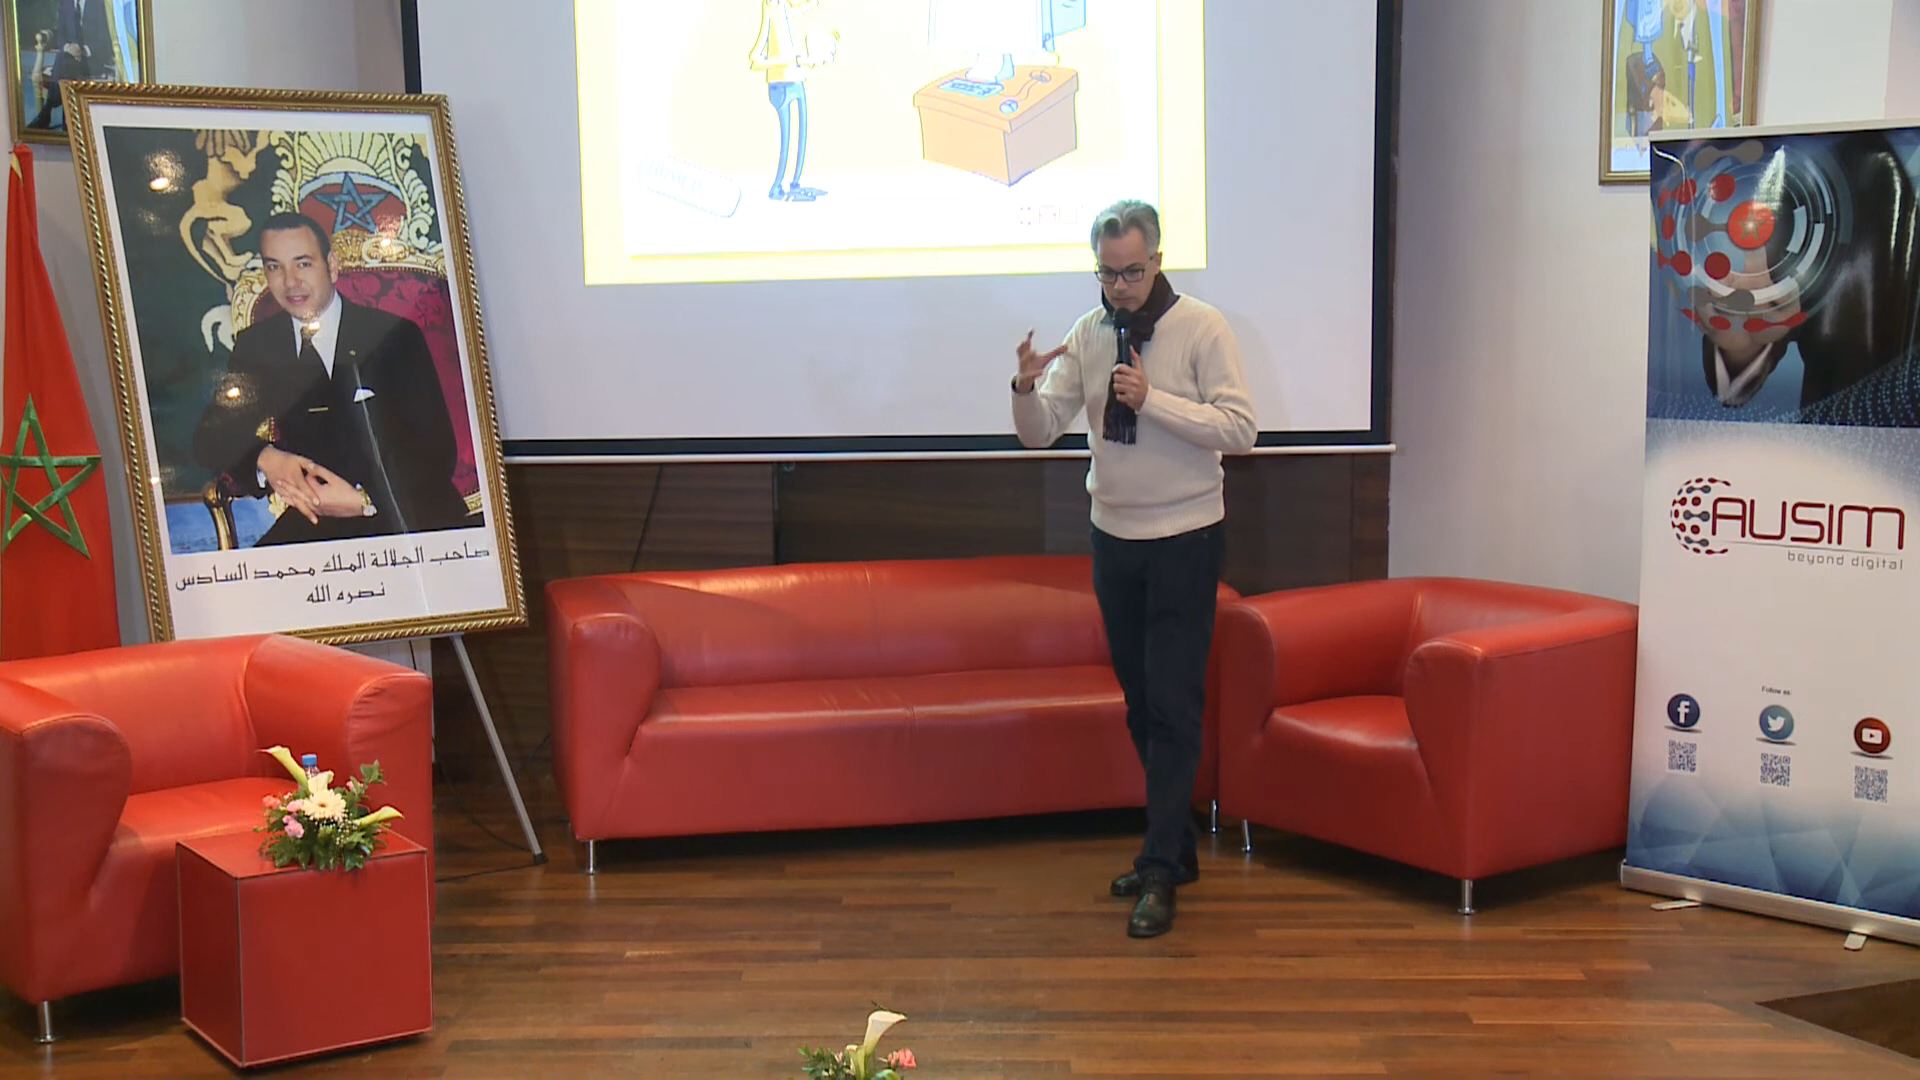 صاحب الجلالة الملك محمد السادس
نصره الله
AUSIM
beyond digital
Follow us: